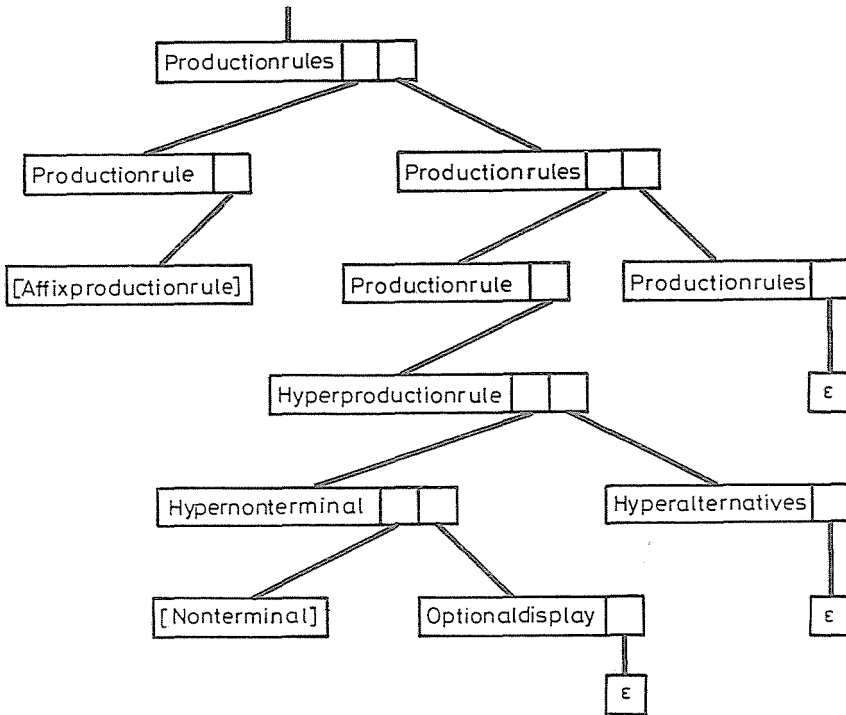 Productionrules
Productionrule
Productionrules
[Affixproductionrule]
Productionrule
Productionrules
Hyperproductionrule
ε
Hypernonterminal
Hyperalternatives
[Nonterminal]
Optionaldisplay
ε
ε